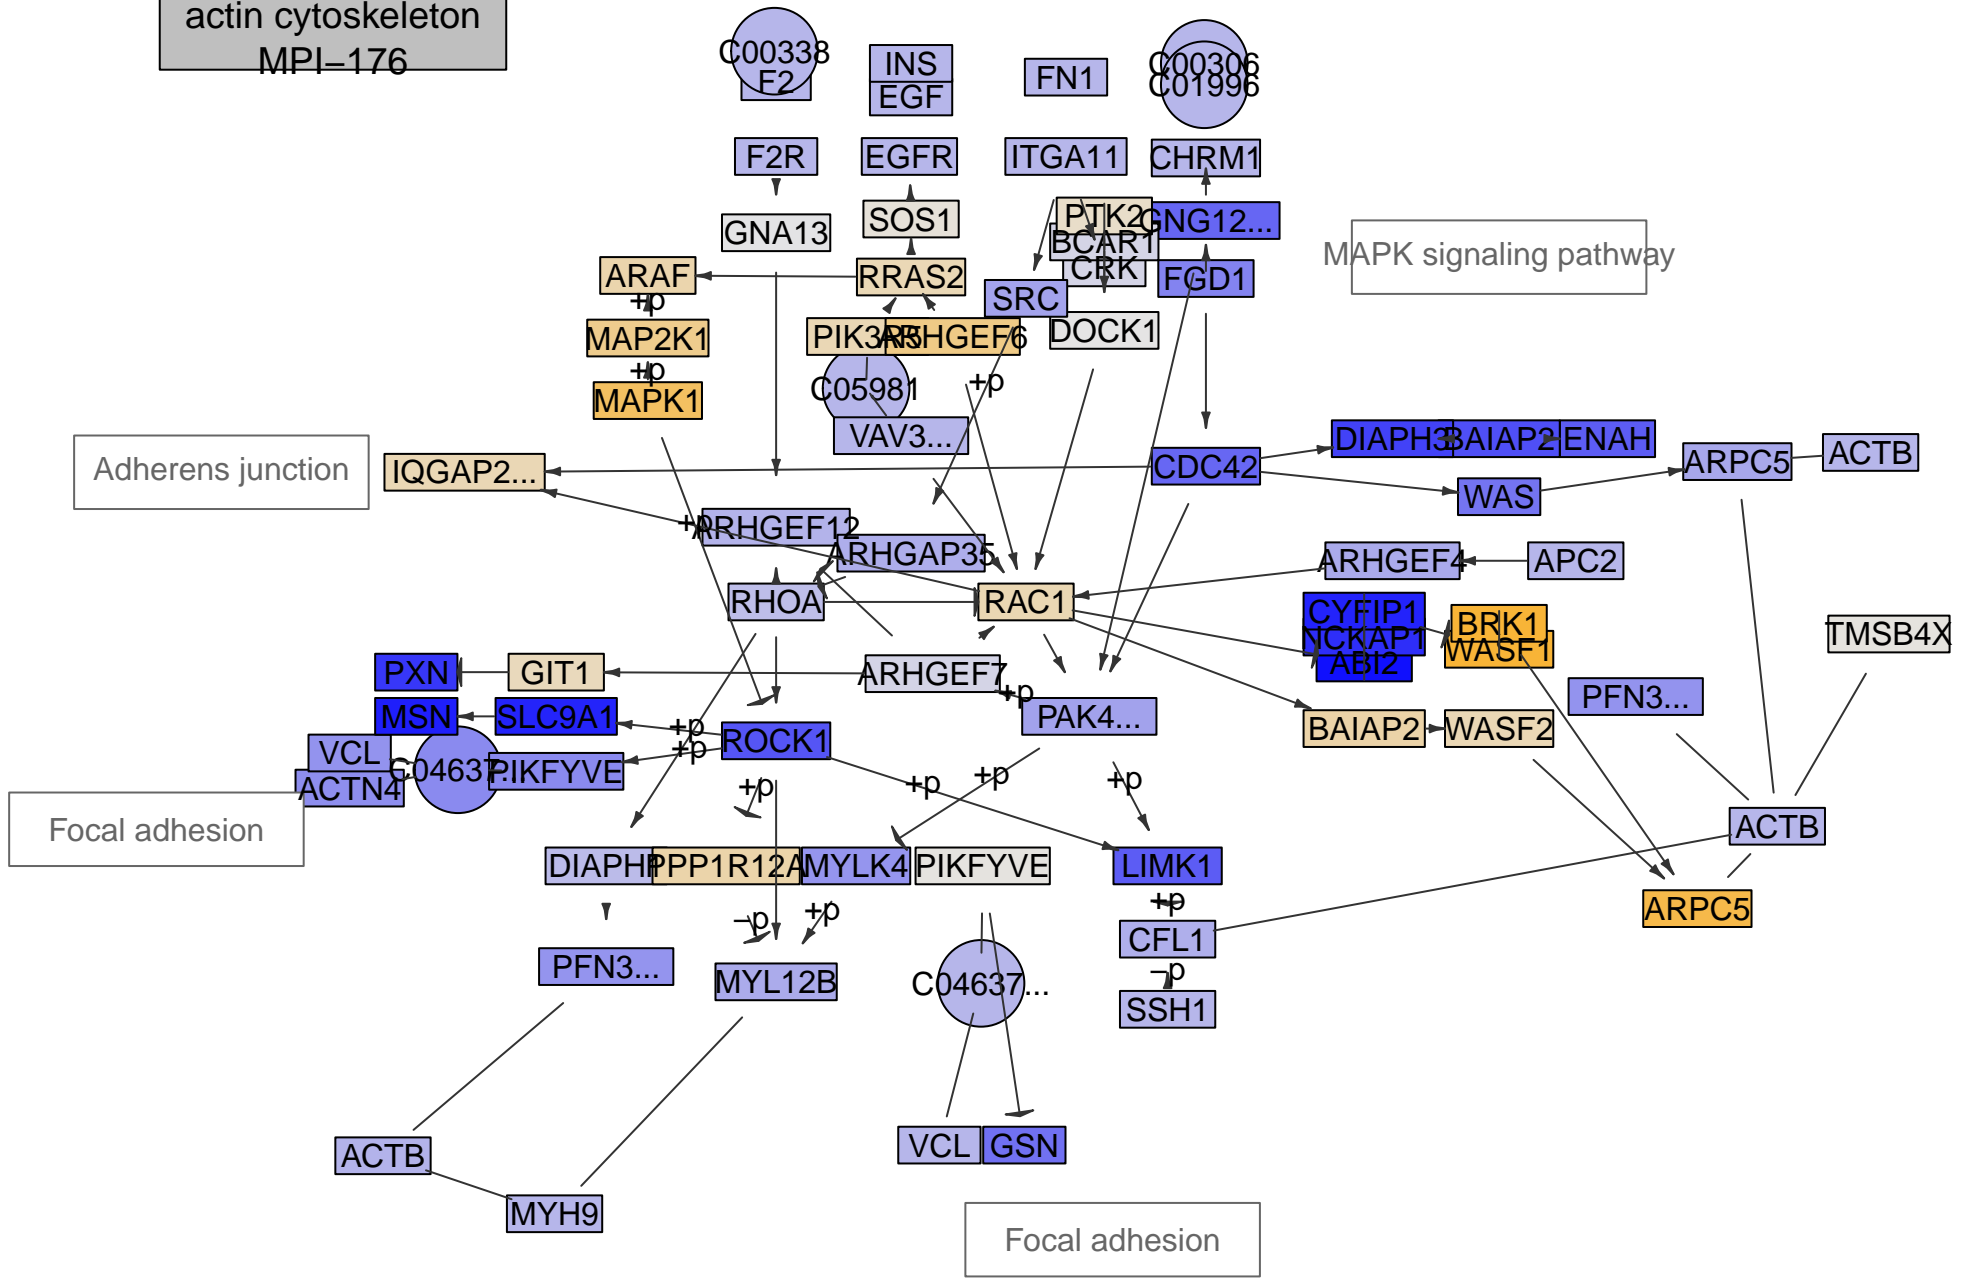 actin cytoskeleton
MPI−176
C00338
F2
INS
EGF
FN1
C00306
C01996
F2R
EGFR
ITGA11
CHRM1
GNA13
SOS1
PTK2
GNG12...
BCAR1
CRK
MAPK signaling pathway
ARAF
RRAS2
SRC
FGD1
+p
MAP2K1
ARHGEF6
DOCK1
+p
MAPK1
C05981
+p
VAV3...
DIAPH3
BAIAP2
ENAH
ARPC5
ACTB
Adherens junction
IQGAP2...
CDC42
WAS
+p
ARHGEF12
ARHGAP35
ARHGEF4
APC2
RHOA
RAC1
CYFIP1
NCKAP1
ABI2
BRK1
WASF1
TMSB4X
PXN
GIT1
ARHGEF7
+p
PFN3...
MSN
SLC9A1
+p
ROCK1
PAK4...
BAIAP2
WASF2
VCL
C04637...
PIKFYVE
+p
ACTN4
+p
+p
+p
+p
Focal adhesion
ACTB
PPP1R12A
MYLK4
PIKFYVE
LIMK1
−p
+p
+p
ARPC5
CFL1
PFN3...
MYL12B
C04637...
−p
SSH1
ACTB
VCL
GSN
MYH9
Focal adhesion